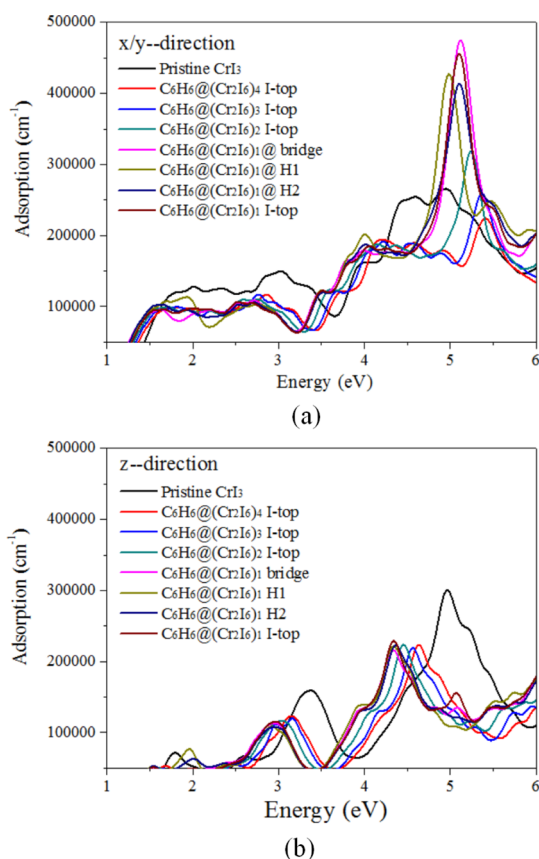 (a)
500000
400000
300000
200000
100000
Adsorption (cm⁻¹)
x/y--direction
Pristine CrI₃
C₆H₆@(Cr₂I₆)₄ I-top
C₆H₆@(Cr₂I₆)₃ I-top
C₆H₆@(Cr₂I₆)₂ I-top
C₆H₆@(Cr₂I₆)₁@ bridge
C₆H₆@(Cr₂I₆)₁@ H1
C₆H₆@(Cr₂I₆)₁@ H2
C₆H₆@(Cr₂I₆)₁ I-top
1 2 3 4 5 6
Energy (eV)
(a)
500000
400000
300000
200000
100000
Adsorption (cm⁻¹)
z--direction
Pristine CrI₃
C₆H₆@(Cr₂I₆)₄ I-top
C₆H₆@(Cr₂I₆)₃ I-top
C₆H₆@(Cr₂I₆)₂ I-top
C₆H₆@(Cr₂I₆)₁ bridge
C₆H₆@(Cr₂I₆)₁ H1
C₆H₆@(Cr₂I₆)₁ H2
C₆H₆@(Cr₂I₆)₁ I-top
1 2 3 4 5 6
Energy (eV)
(b)